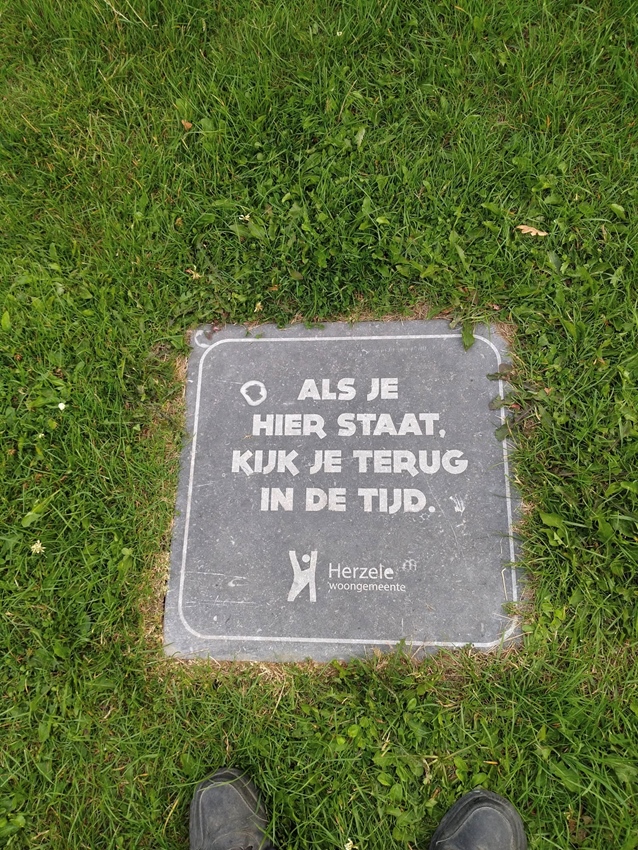 ALS JE
HIER STAAT,
KIJK JE TERUG
IN DE TIJD.
Herzele
woongemeente